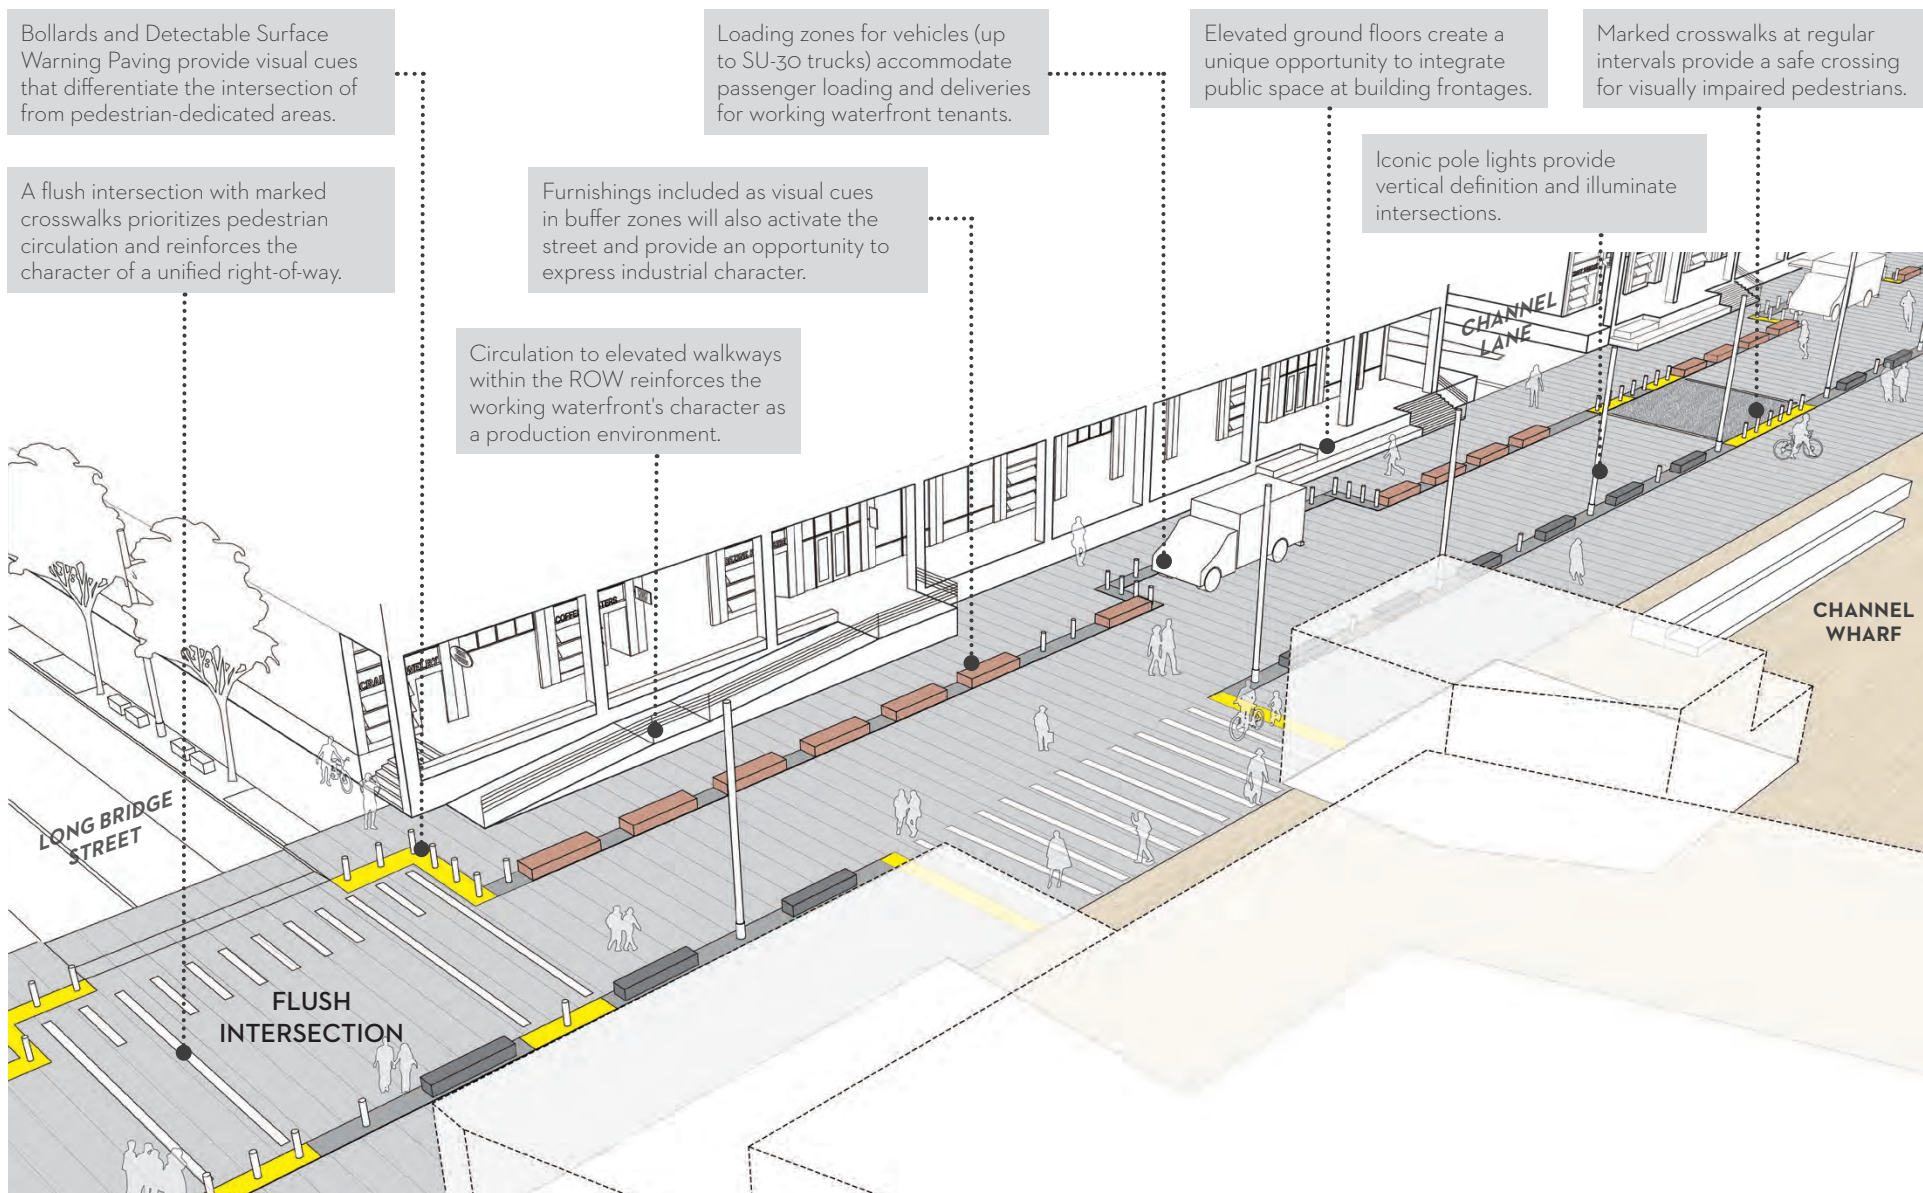 Bollards and Detectable Surface
Warning Paving provide visual cues
that differentiate the intersection of
from pedestrian-dedicated areas.
Loading zones for vehicles (up
to SU-30 trucks) accommodate
passenger loading and deliveries
for working waterfront tenants.
Elevated ground floors create a
unique opportunity to integrate
public space at building frontages.
Marked crosswalks at regular
intervals provide a safe crossing
for visually impaired pedestrians.
Iconic pole lights provide
vertical definition and illuminate
intersections.
A flush intersection with marked
crosswalks prioritizes pedestrian
circulation and reinforces the
character of a unified right-of-way.
Furnishings included as visual cues
in buffer zones will also activate the
street and provide an opportunity to
express industrial character.
Circulation to elevated walkways
within the ROW reinforces the
working waterfront's character as
a production environment.
CHANNEL
LANE
CHANNEL
WHARF
LONG BRIDGE
STREET
FLUSH
INTERSECTION